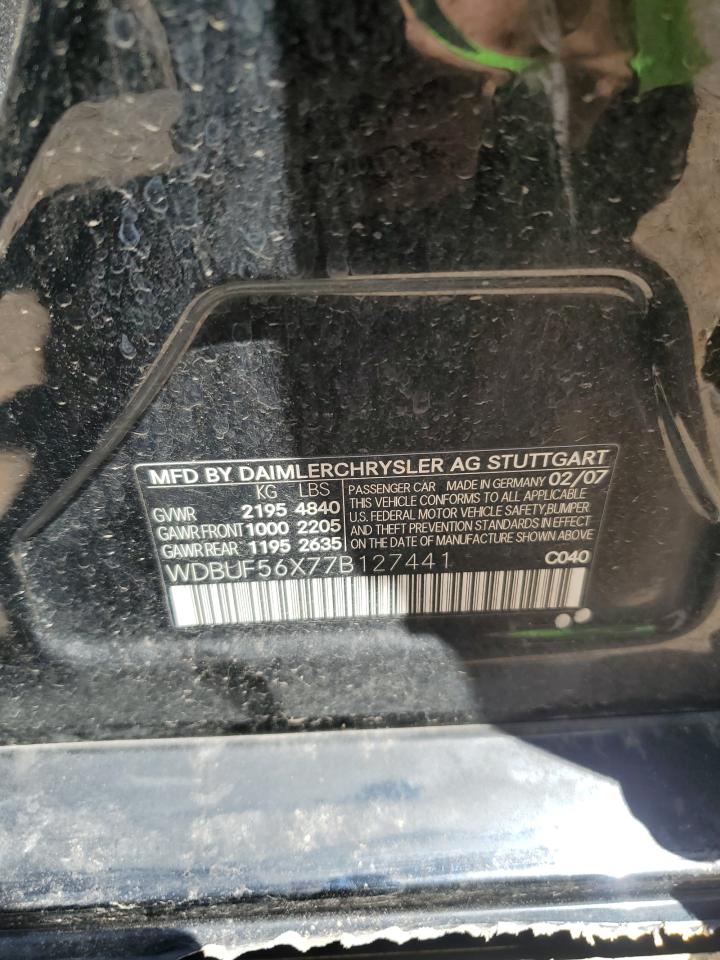 MFD BY DAIMLERCHRYSLER AG STUTTGART
KG LBS
GVWR 2195 4840
GAWR FRONT 1000 2205
GAWR REAR 1195 2635
PASSENGER CAR MADE IN GERMANY 02/07
THIS VEHICLE CONFORMS TO ALL APPLICABLE
U.S. FEDERAL MOTOR VEHICLE SAFETY,BUMPER
AND THEFT PREVENTION STANDARDS IN EFFECT
ON THE DATE OF MANUFACTURE SHOWN ABOVE
WDBUF56X77B127441 C040